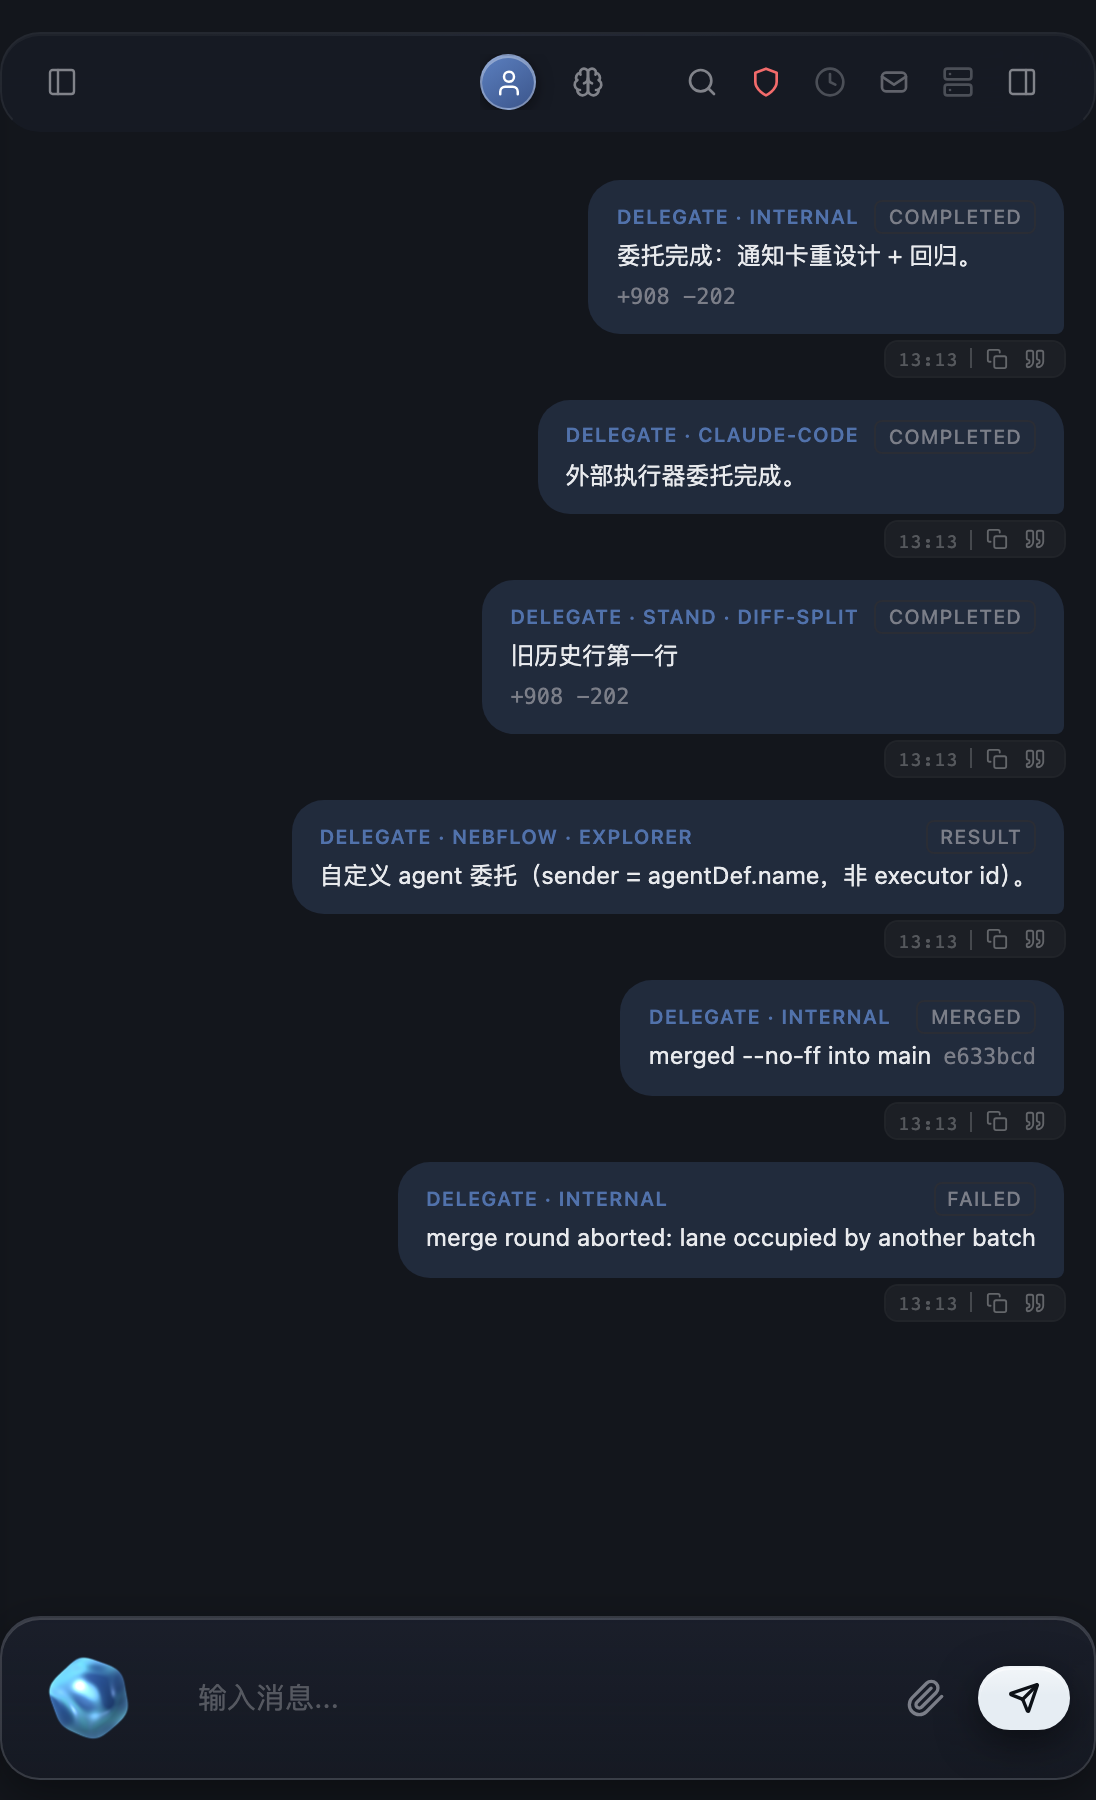 DELEGATE · INTERNAL COMPLETED
委托完成：通知卡重设计 + 回归。
+908 −202
13:13
DELEGATE · CLAUDE-CODE COMPLETED
外部执行器委托完成。
13:13
DELEGATE · STAND · DIFF-SPLIT COMPLETED
旧历史行第一行
+908 −202
13:13
DELEGATE · NEBFLOW · EXPLORER RESULT
自定义 agent 委托（sender = agentDef.name，非 executor id）。
13:13
DELEGATE · INTERNAL MERGED
merged --no-ff into main e633bcd
13:13
DELEGATE · INTERNAL FAILED
merge round aborted: lane occupied by another batch
13:13
输入消息...